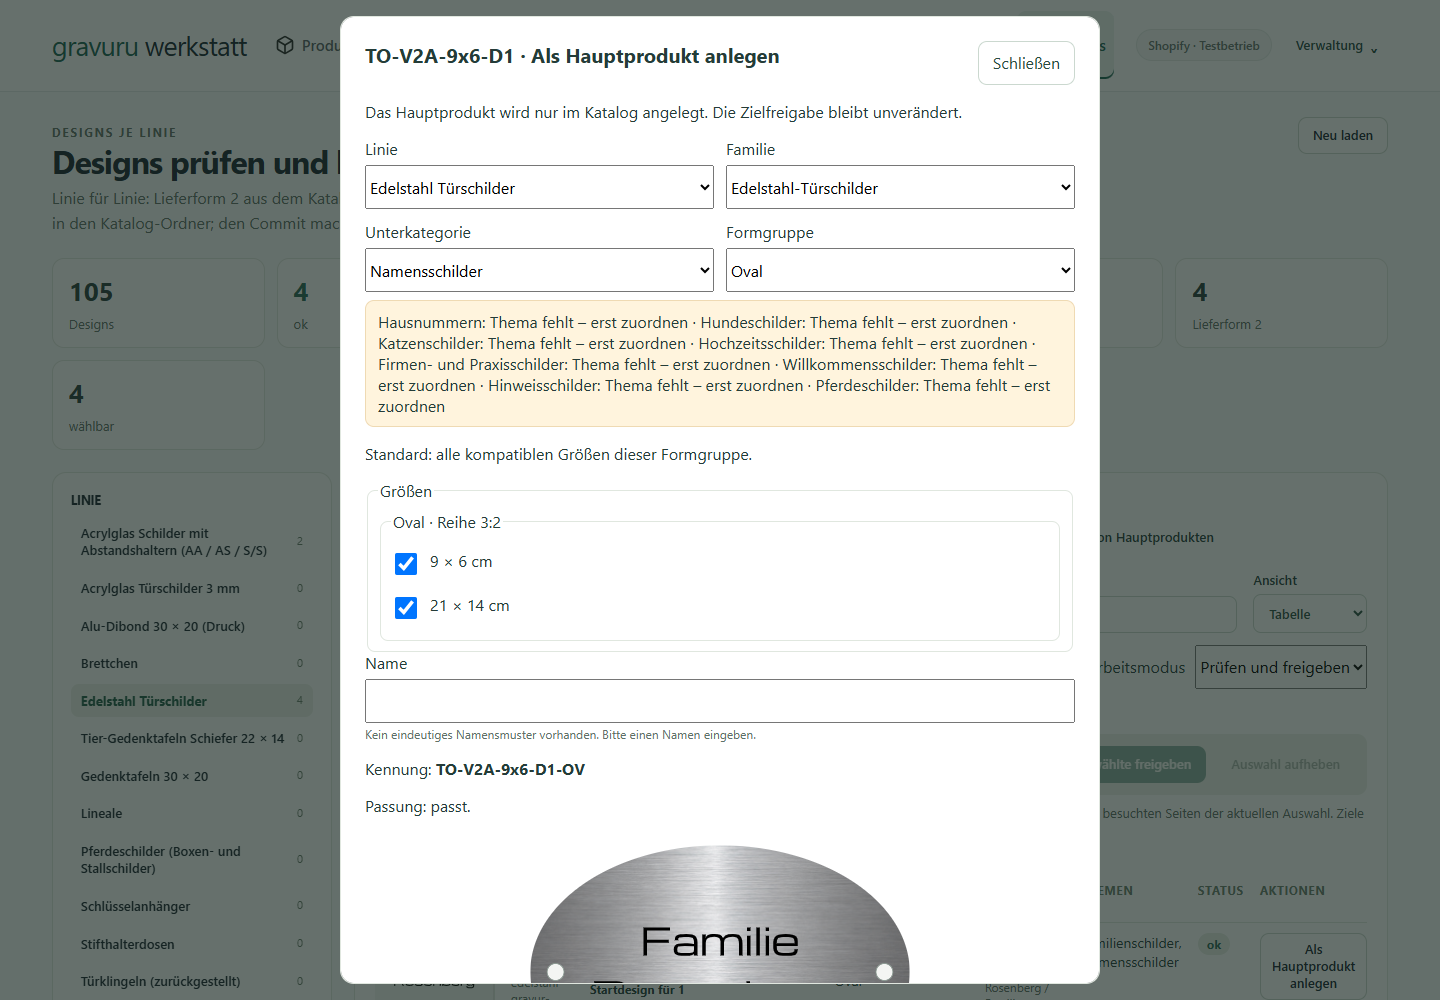 gravuru werkstatt
Produ
s
Shopify · Testbetrieb
Verwaltung
DESIGNS JE LINIE
Designs prüfen und
Linie für Linie: Lieferform 2 aus dem Kata
in den Katalog-Ordner; den Commit mac
Neu laden
105
Designs
4
ok
4
Lieferform 2
4
wählbar
LINIE
Acrylglas Schilder mit
Abstandshaltern (AA / AS / S/S)
2
Acrylglas Türschilder 3 mm
0
Alu-Dibond 30 × 20 (Druck)
0
Brettchen
0
Edelstahl Türschilder
4
Tier-Gedenktafeln Schiefer 22 × 14
0
Gedenktafeln 30 × 20
0
Lineale
0
Pferdeschilder (Boxen- und
Stallschilder)
0
Schlüsselanhänger
0
Stifthalterdosen
0
Türklingeln (zurückgestellt)
0
TO-V2A-9x6-D1 · Als Hauptprodukt anlegen
Schließen
Das Hauptprodukt wird nur im Katalog angelegt. Die Zielfreigabe bleibt unverändert.
Linie
Familie
Edelstahl Türschilder
Edelstahl-Türschilder
Unterkategorie
Formgruppe
Namensschilder
Oval
Hausnummern: Thema fehlt – erst zuordnen · Hundeschilder: Thema fehlt – erst zuordnen ·
Katzenschilder: Thema fehlt – erst zuordnen · Hochzeitsschilder: Thema fehlt – erst zuordnen ·
Firmen- und Praxisschilder: Thema fehlt – erst zuordnen · Willkommensschilder: Thema fehlt –
erst zuordnen · Hinweisschilder: Thema fehlt – erst zuordnen · Pferdeschilder: Thema fehlt – erst
zuordnen
Standard: alle kompatiblen Größen dieser Formgruppe.
Größen
Oval · Reihe 3:2
9 × 6 cm
21 × 14 cm
Name
Kein eindeutiges Namensmuster vorhanden. Bitte einen Namen eingeben.
Kennung: TO-V2A-9x6-D1-OV
Passung: passt.
Familie
on Hauptprodukten
Ansicht
Tabelle
rbeitsmodus
Prüfen und freigeben
ählte freigeben
Auswahl aufheben
besuchten Seiten der aktuellen Auswahl. Ziele
EMEN
STATUS
AKTIONEN
milienschilder,
mensschilder
ok
Als
Hauptprodukt
anlegen
Startdesign für 1
Rosenberg /